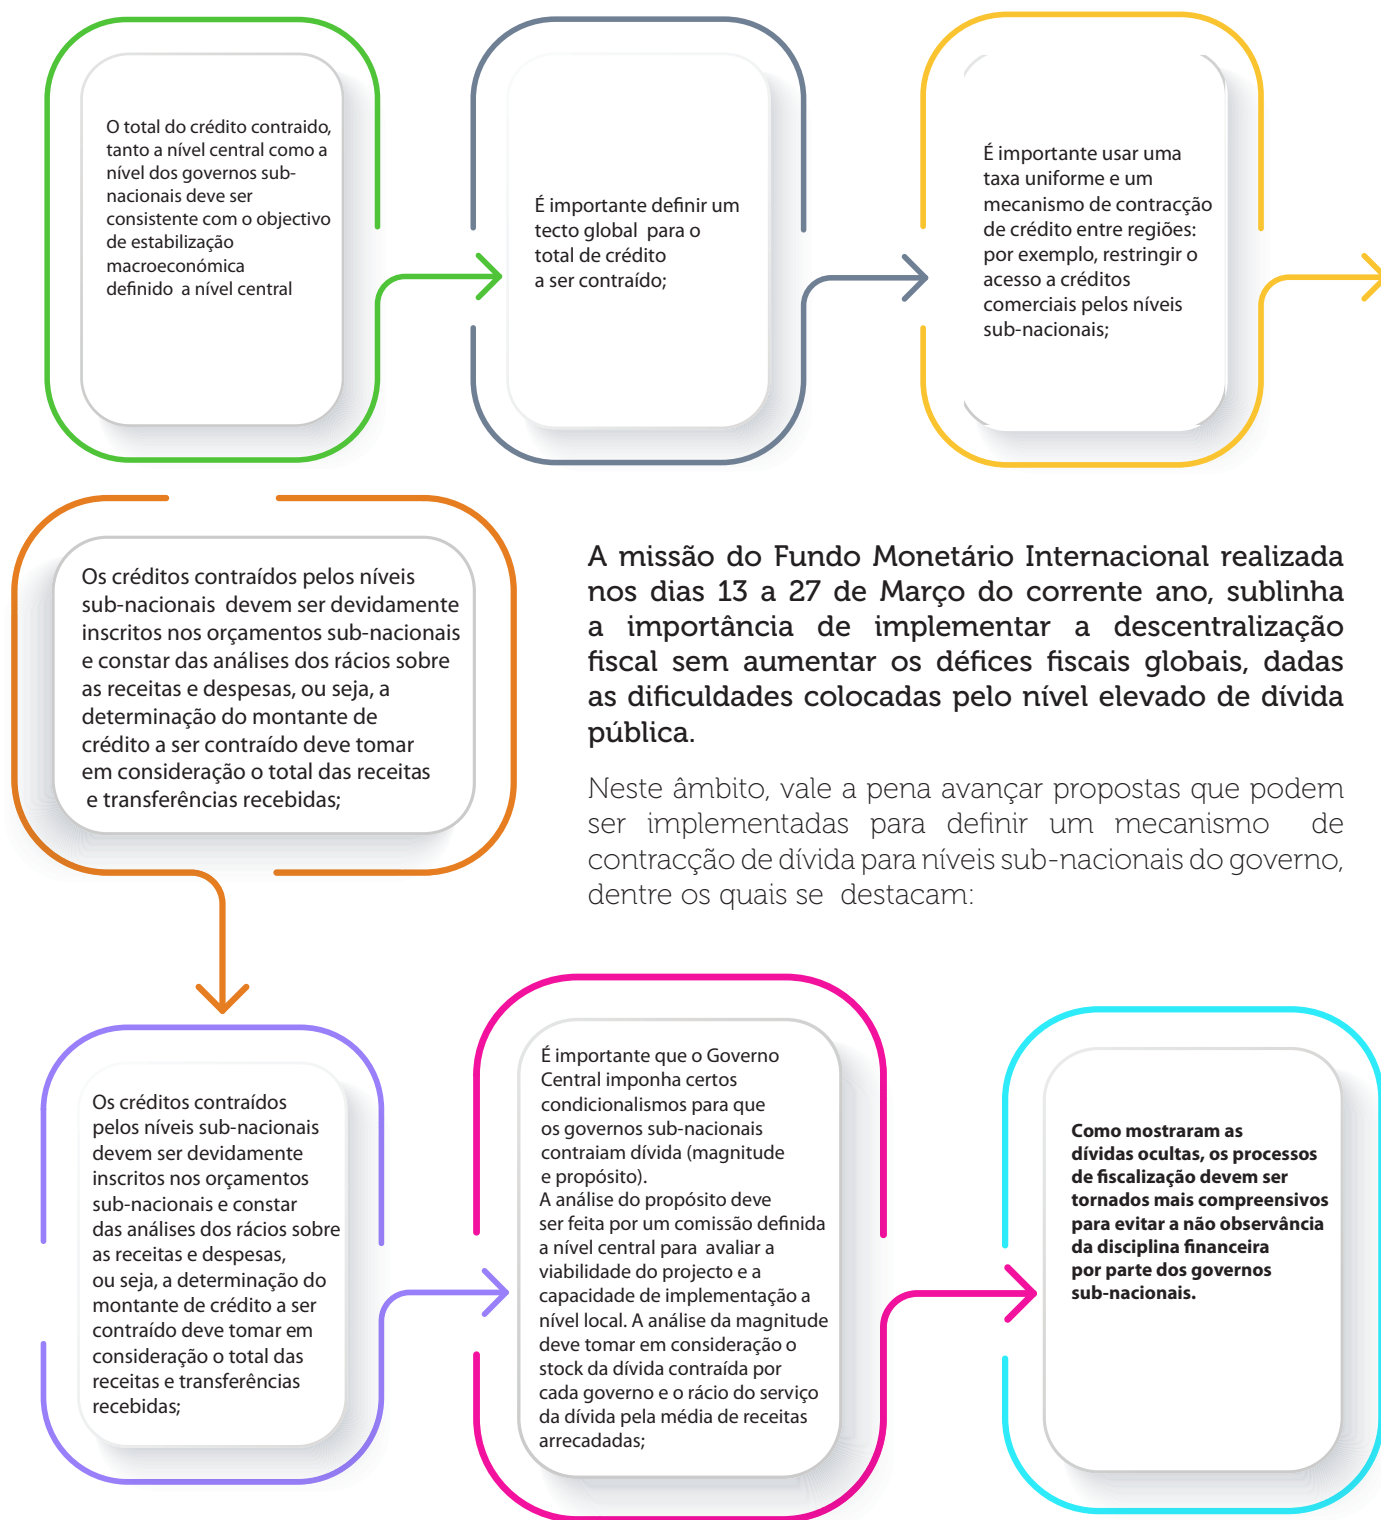 O total do crédito contraido,
tanto a nível central como a
nível dos governos sub-
nacionais deve ser
consistente com o objectivo
de estabilização
macroeconómica
definido a nível central
É importante definir um
tecto global para o
total de crédito
a ser contraído;
É importante usar uma
taxa uniforme e um
mecanismo de contracção
de crédito entre regiões:
por exemplo, restringir o
acesso a créditos
comerciais pelos níveis
sub-nacionais;
Os créditos contraídos pelos níveis
sub-nacionais devem ser devidamente
inscritos nos orçamentos sub-nacionais
e constar das análises dos rácios sobre
as receitas e despesas, ou seja, a
determinação do montante de
crédito a ser contraído deve tomar
em consideração o total das receitas
e transferências recebidas;
A missão do Fundo Monetário Internacional realizada
nos dias 13 a 27 de Março do corrente ano, sublinha
a importância de implementar a descentralização
fiscal sem aumentar os défices fiscais globais, dadas
as dificuldades colocadas pelo nível elevado de dívida
pública.
Neste âmbito, vale a pena avançar propostas que podem
ser implementadas para definir um mecanismo de
contracção de dívida para níveis sub-nacionais do governo,
dentre os quais se destacam:
Os créditos contraídos
pelos níveis sub-nacionais
devem ser devidamente
inscritos nos orçamentos
sub-nacionais e constar
das análises dos rácios sobre
as receitas e despesas,
ou seja, a determinação do
montante de crédito a ser
contraído deve tomar em
consideração o total das
receitas e transferências
recebidas;
É importante que o Governo
Central imponha certos
condicionalismos para que
os governos sub-nacionais
contraiam dívida (magnitude
e propósito).
A análise do propósito deve
ser feita por um comissão definida
a nível central para avaliar a
viabilidade do projecto e a
capacidade de implementação a
nível local. A análise da magnitude
deve tomar em consideração o
stock da dívida contraída por
cada governo e o rácio do serviço
da dívida pela média de receitas
arrecadadas;
Como mostraram as
dívidas ocultas, os processos
de fiscalização devem ser
tornados mais compreensivos
para evitar a não observância
da disciplina financeira
por parte dos governos
sub-nacionais.